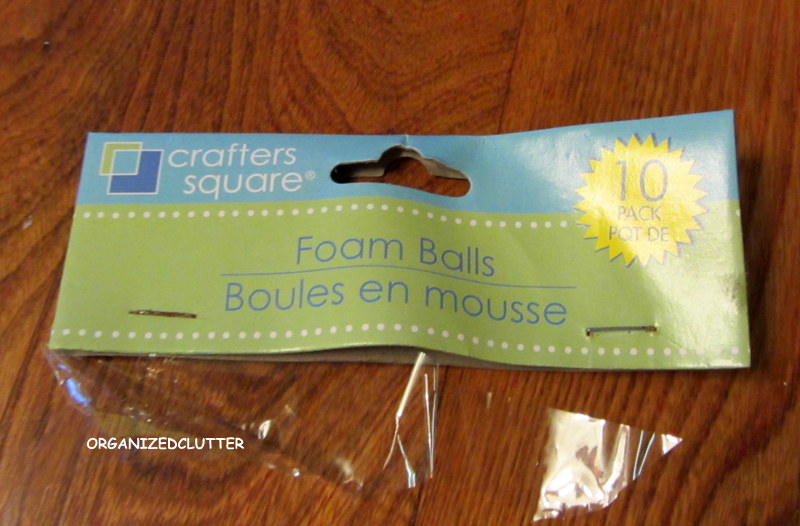 crafters
square®
10
PACK
PQT DE
Foam Balls
Boules en mousse
ORGANIZEDCLUTTER